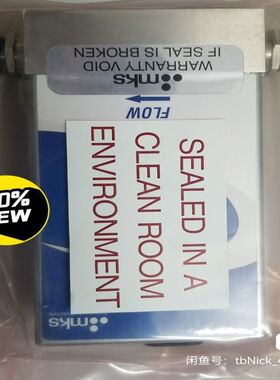 mks
WARRANTY VOID
IF SEAL IS BROKEN
FLOW
SEALED IN A
CLEAN ROOM
ENVIRONMENT
0%
NEW
mks
闲鱼号：tbNick_